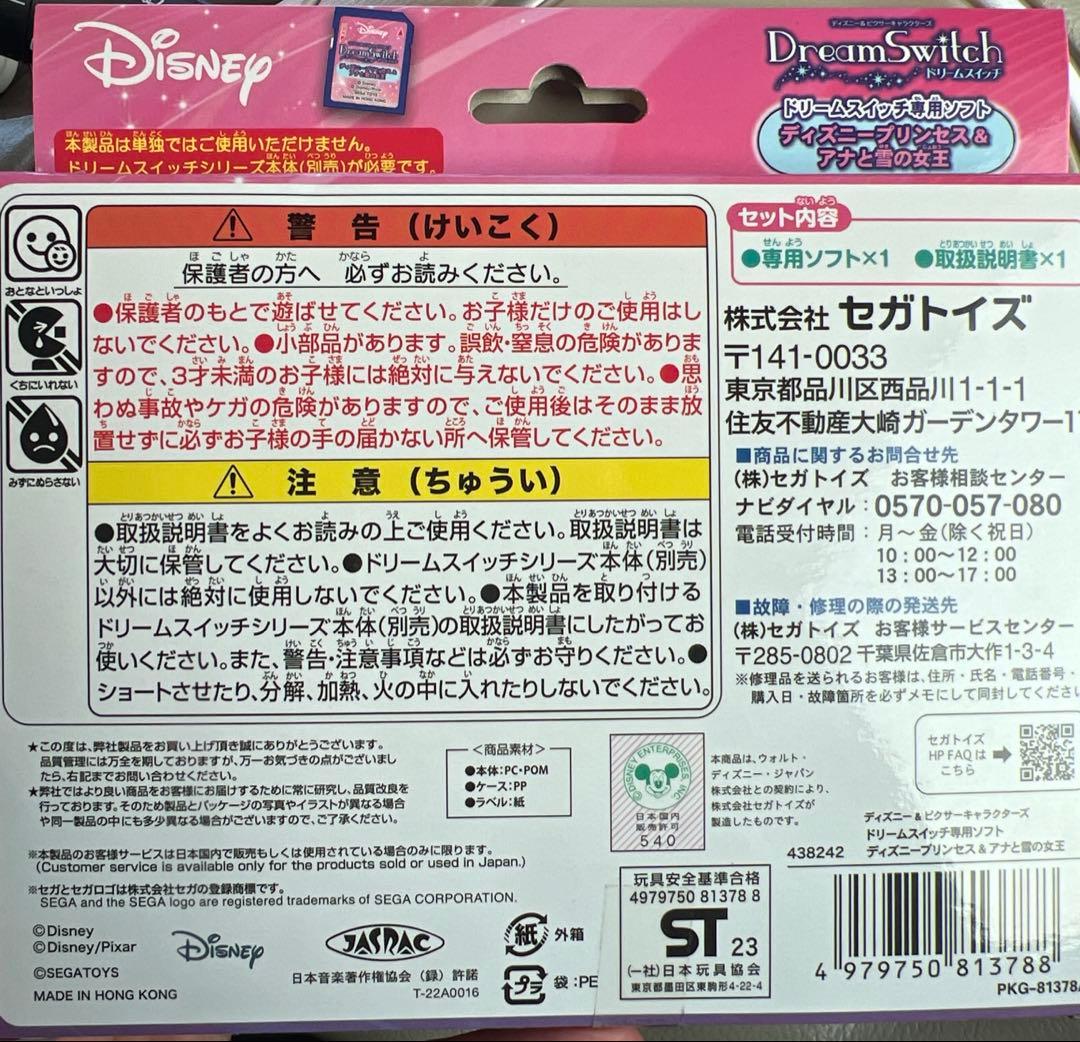 Disney
Disney
DreamSwitch
ディズニープリンセス＆
アナと雪の女王
MADE IN HONG KONG
ディズニー＆ピクサーキャラクターズ
DreamSwitch
ドリームスイッチ
ドリームスイッチ専用ソフト
ディズニープリンセス＆
アナと雪の女王
本製品は単独ではご使用いただけません。
ドリームスイッチシリーズ本体(別売)が必要です。
おとなといっしょ
くちにいれない
みずにぬらさない
警告（けいこく）
保護者の方へ 必ずお読みください。
●保護者のもとで遊ばせてください。お子様だけのご使用はし
ないでください。●小部品があります。誤飲・窒息の危険がありま
すので、3才未満のお子様には絶対に与えないでください。●思
わぬ事故やケガの危険がありますので、ご使用後はそのまま放
置せずに必ずお子様の手の届かない所へ保管してください。
注意（ちゅうい）
●取扱説明書をよくお読みの上ご使用ください。取扱説明書は
大切に保管してください。●ドリームスイッチシリーズ本体(別売)
以外には絶対に使用しないでください。●本製品を取り付ける
ドリームスイッチシリーズ本体(別売)の取扱説明書にしたがってお
使いください。また、警告・注意事項などは必ずお守りください。●
ショートさせたり、分解、加熱、火の中に入れたりしないでください。
セット内容
●専用ソフト×1 ●取扱説明書×1
株式会社 セガトイズ
〒141-0033
東京都品川区西品川1-1-1
住友不動産大崎ガーデンタワー1
■商品に関するお問合せ先
(株)セガトイズ お客様相談センター
ナビダイヤル：0570-057-080
電話受付時間：月〜金(除く祝日)
10：00〜12：00
13：00〜17：00
■故障・修理の際の発送先
(株)セガトイズ お客様サービスセンター
〒285-0802 千葉県佐倉市大作1-3-4
※修理品を送られるお客様は、住所・氏名・電話番号・
購入日・故障箇所を必ずメモにして同封してくださ
★この度は、弊社製品をお買い上げ頂き誠にありがとうございます。
品質管理には万全を期しておりますが、万一お気づきの点がございまし
たら、右記までお問い合わせください。
★弊社ではより良い商品をお客様にお届けするために常に研究し、品質改良を
行っております。そのため製品とパッケージの写真やイラストが異なる場合
や同一製品の中にも多少異なる場合がございますので、ご了承ください。
＜商品素材＞
●本体：PC・POM
●ケース：PP
●ラベル：紙
©DISNEY ENTERPRISES INC
日本国内
販売許可
540
本商品は、ウォルト・
ディズニー・ジャパン
株式会社との契約により、
株式会社セガトイズが
製造したものです。
セガトイズ
HP FAQは
こちら
ディズニー＆ピクサーキャラクターズ
ドリームスイッチ専用ソフト
438242 ディズニープリンセス＆アナと雪の女王
※本製品のお客様サービスは日本国内で販売もしくは使用されている場合のみに限ります。
(Customer service is available only for the products sold or used in Japan.)
※セガとセガロゴは株式会社セガの登録商標です。
SEGA and the SEGA logo are registered trademarks of SEGA CORPORATION.
©Disney
©Disney/Pixar
©SEGATOYS
MADE IN HONG KONG
Disney
JASRAC
日本音楽著作権協会（録）許諾
T-22A0016
紙 外箱
プラ 袋：PE
玩具安全基準合格
4979750 81378 8
ST 23
(一社)日本玩具協会
東京都墨田区東駒形4-22-4
4 979750 813788
PKG-81378